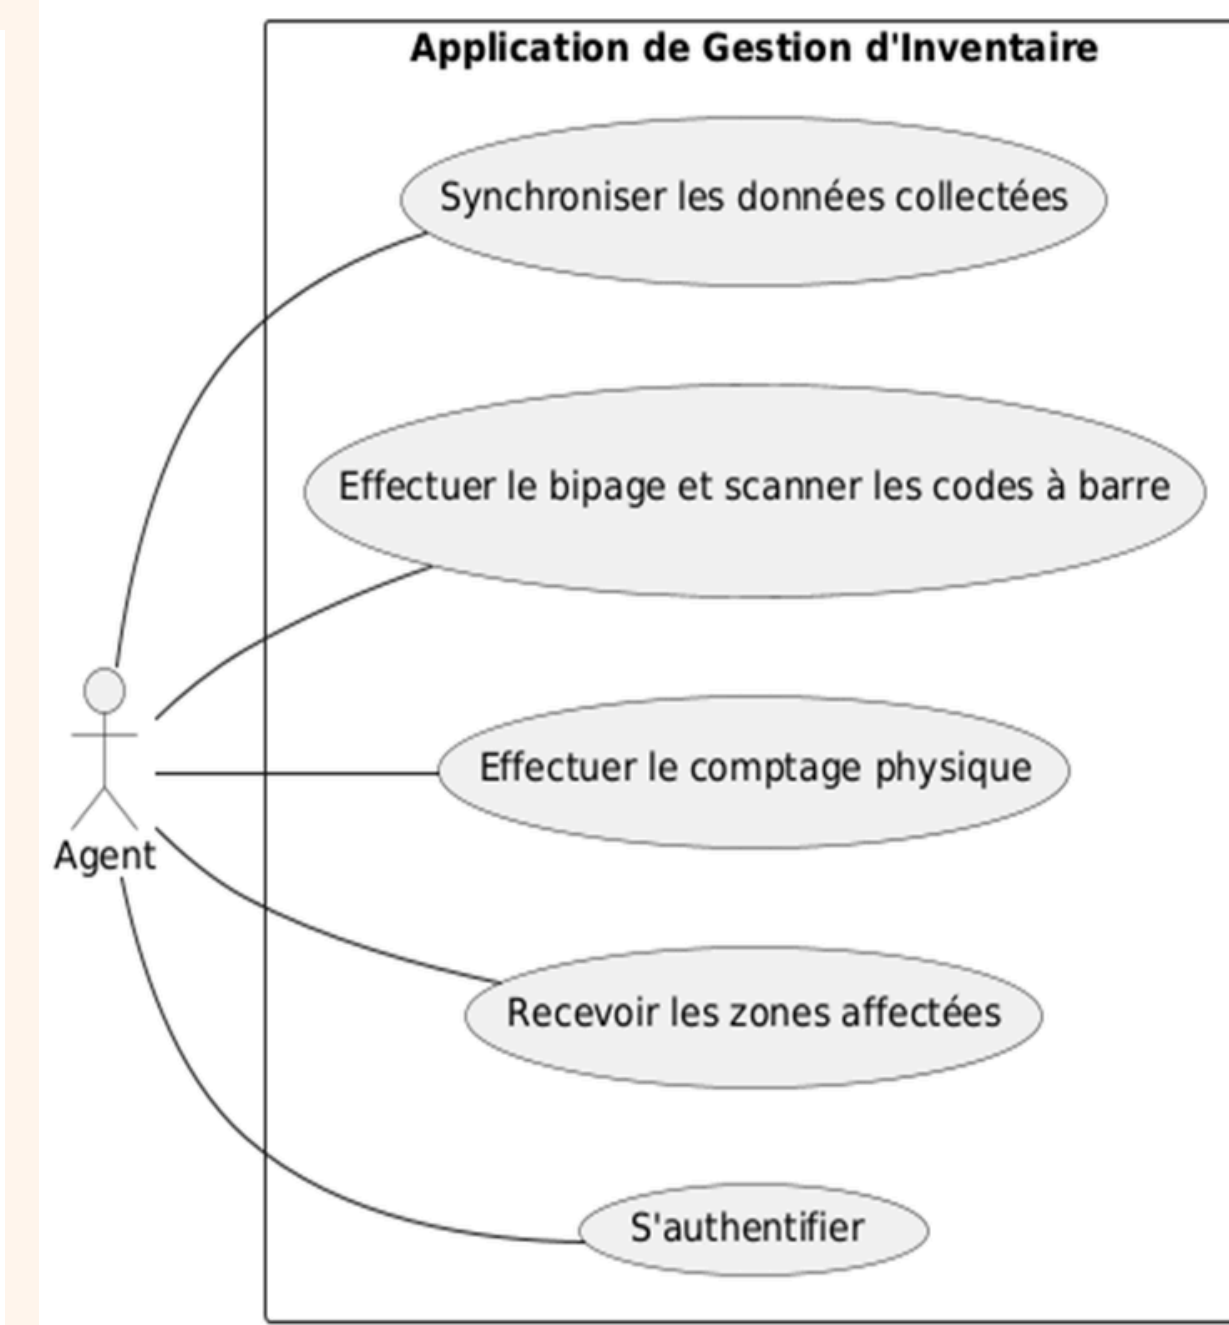 Application de Gestion d'Inventaire
Synchroniser les données collectées
Effectuer le bipage et scanner les codes à barre
Effectuer le comptage physique
Agent
Recevoir les zones affectées
S'authentifier